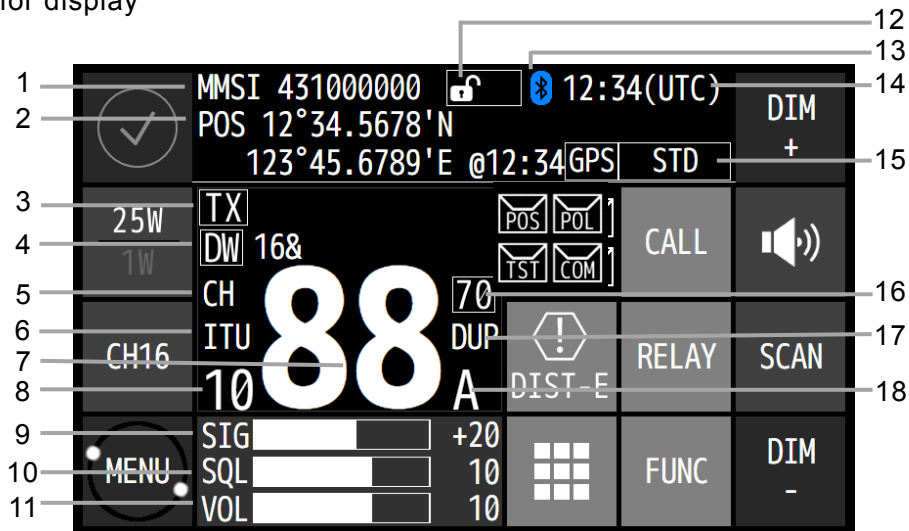 for display
12
13
14
1
2
3
4
5
6
7
8
9
10
11
15
16
17
18
MMSI 431000000
12:34(UTC)
POS 12°34.5678'N
123°45.6789'E @12:34 GPS STD
DIM
+
25W
1W
TX
DW 16&
POS POL
TST COM
CALL
CH
88
70
ITU
DUP
10
A
CH16
DIST-E
RELAY
SCAN
MENU
SIG +20
SQL 10
VOL 10
FUNC
DIM
-